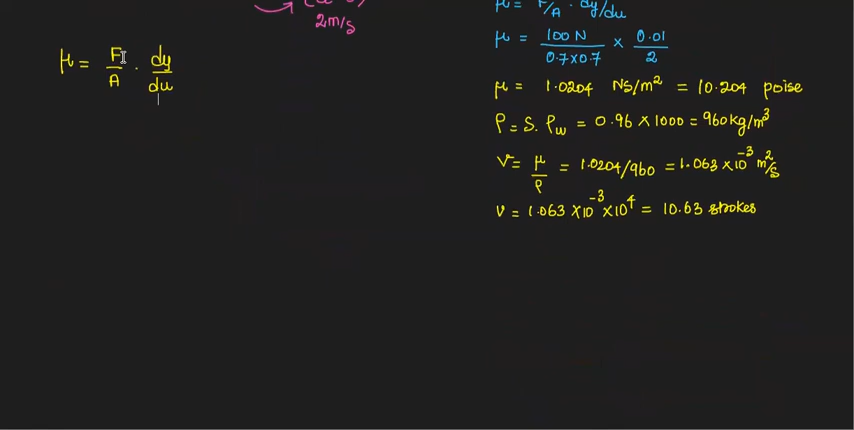 2m/s
μ = F/A . dy/du
μ = F/A . dy/du
μ = 100 N / 0.7×0.7 × 0.01 / 2
μ = 1.0204 NS/m² = 10.204 poise
ρ = S. ρw = 0.96 × 1000 = 960 kg/m³
ν = μ/ρ = 1.0204/960 = 1.063 × 10⁻³ m²/s
ν = 1.063 × 10⁻³ × 10⁴ = 10.63 strokes